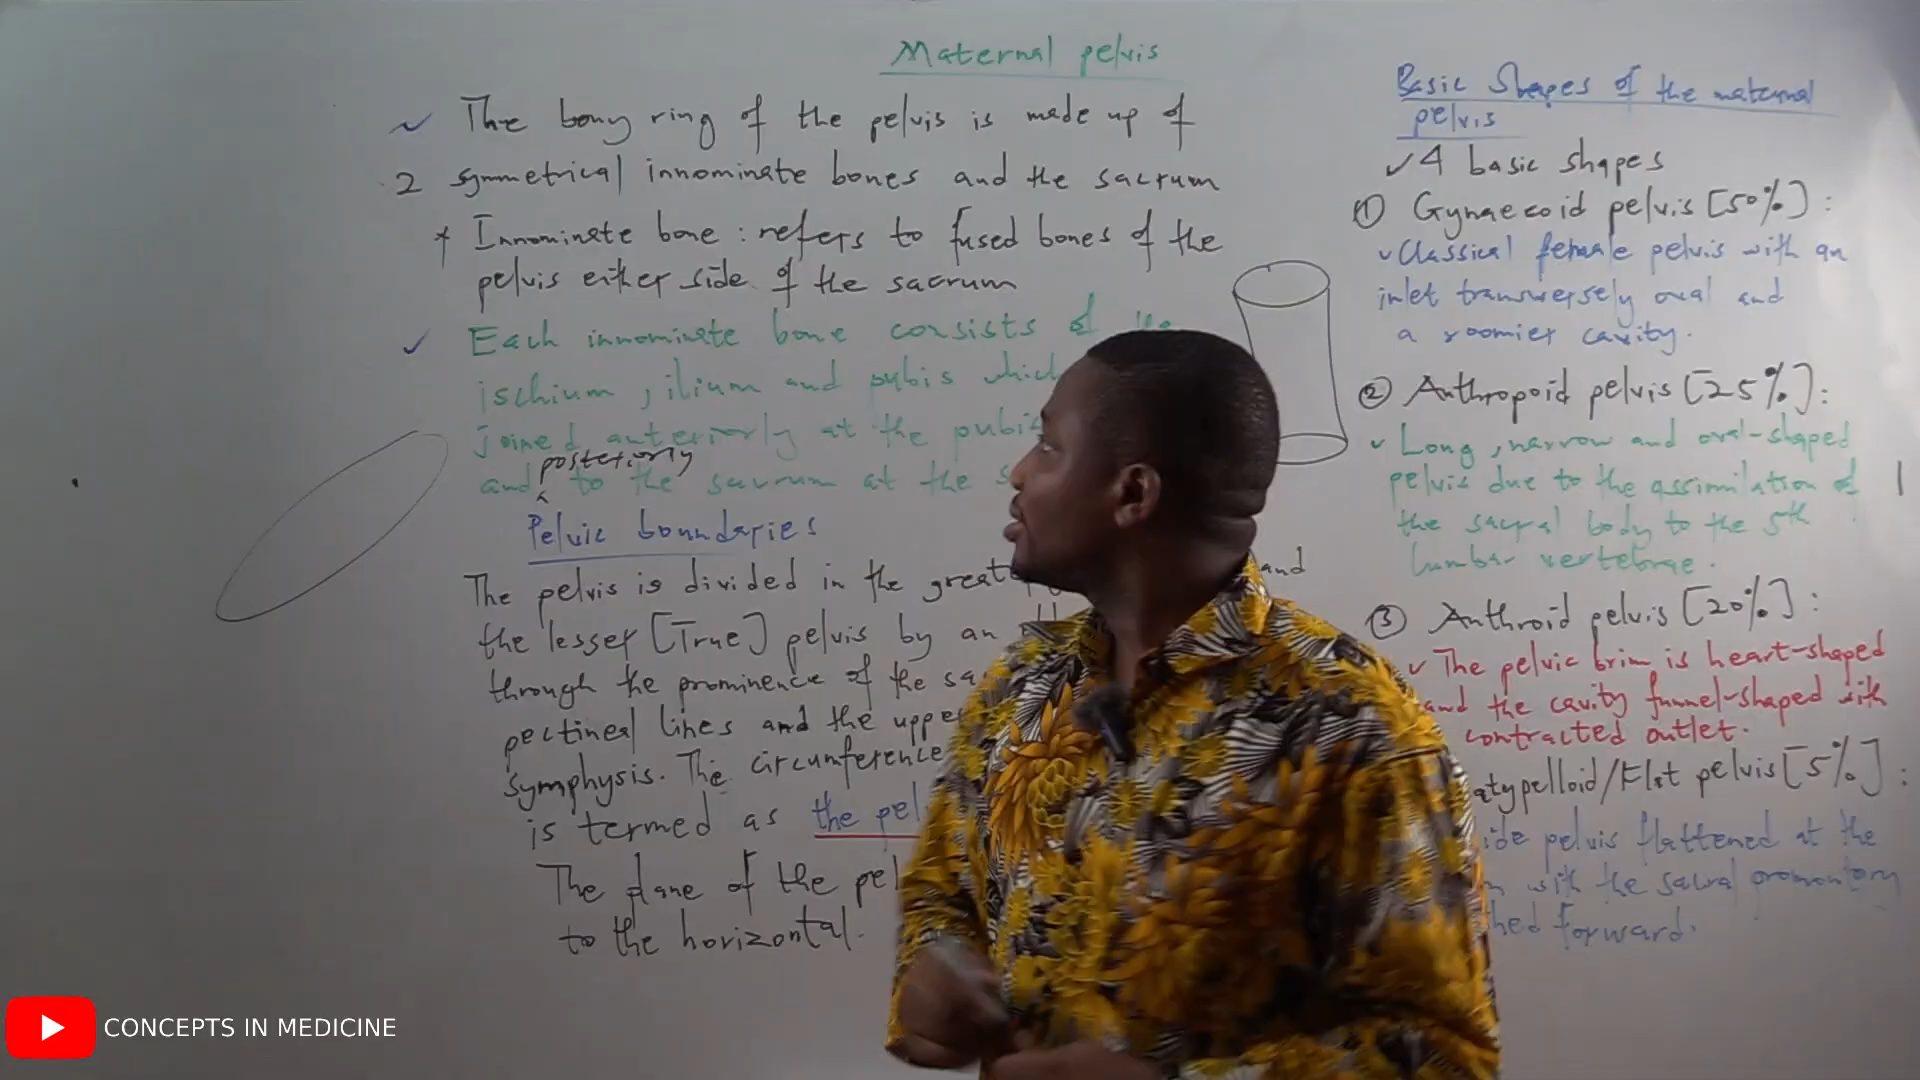 Maternal pelvis
The bony ring of the pelvis is made up of
2 symmetrical innominate bones and the sacrum
* Innominate bone : refers to fused bones of the
pelvis either side of the sacrum
Each innominate bone consists of
ischium, ilium and pubis which
joined anteriorly at the pubis
posteriorly
and to the sacrum at the
Pelvic boundaries
The pelvis is divided in the greater and
the lesser [True] pelvis by an
through the prominence of the
pectineal lines and the upper
symphysis. The circumference
is termed as the
The plane of the
to the horizontal.
Basic Shapes of the maternal
pelvis
✓ 4 basic shapes
① Gynaecoid pelvis [50%] :
✓ Classical female pelvis with an
inlet transversely oval and
a roomier cavity.
② Anthropoid pelvis [25%] :
✓ Long, narrow and oval-shaped
pelvis due to the assimilation of
the sacral body to the 5th
lumbar vertebrae.
③ Anthroid pelvis [20%] :
✓ The pelvic brim is heart-shaped
and the cavity funnel-shaped with
contracted outlet.
atypelloid/Flat pelvis [5%] :
ide pelvis flattened at the
with the sacral promontory
hed forward.
CONCEPTS IN MEDICINE